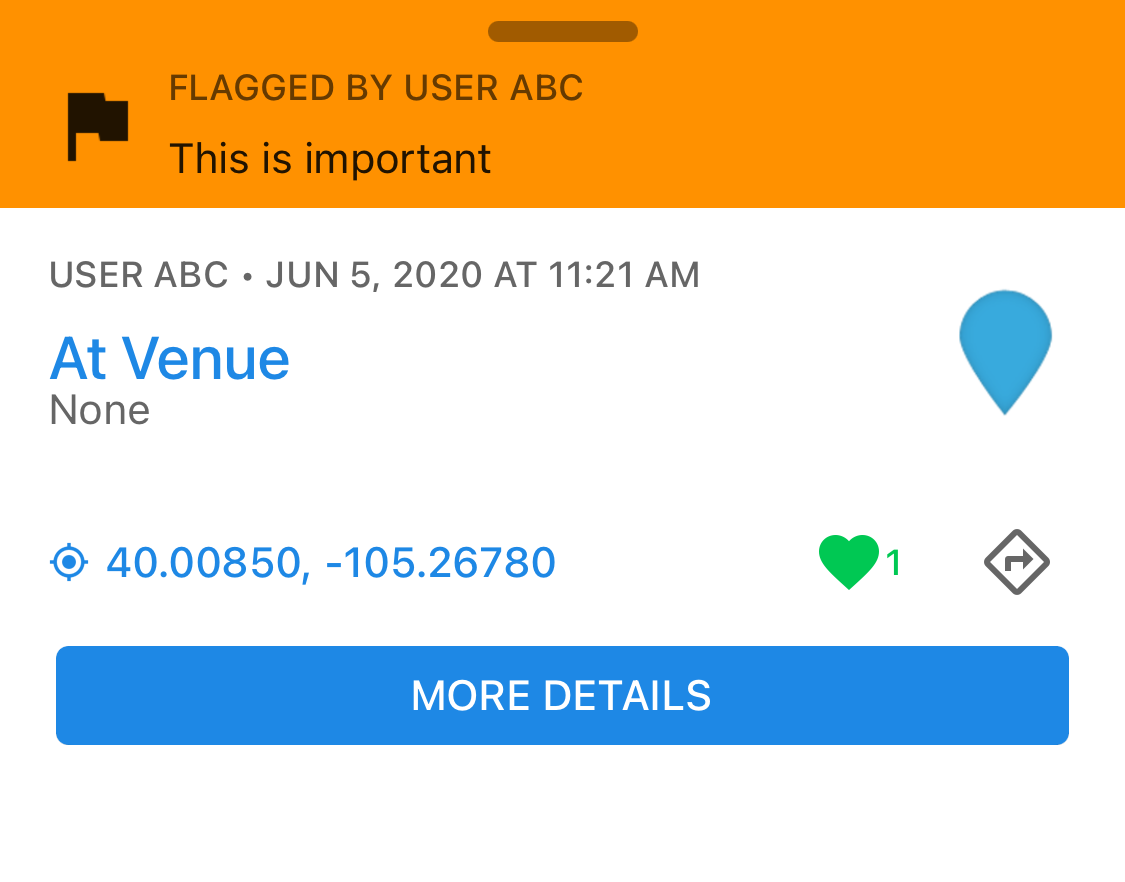 FLAGGED BY USER ABC
This is important
USER ABC • JUN 5, 2020 AT 11:21 AM
At Venue
None
40.00850, -105.26780
1
MORE DETAILS